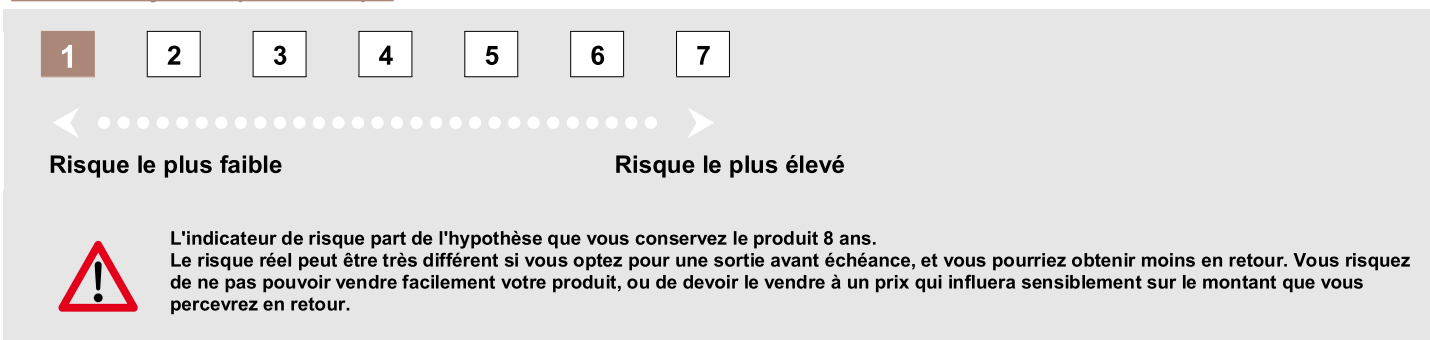 1 2 3 4 5 6 7
Risque le plus faible Risque le plus élevé
L'indicateur de risque part de l'hypothèse que vous conservez le produit 8 ans.
Le risque réel peut être très différent si vous optez pour une sortie avant échéance, et vous pourriez obtenir moins en retour. Vous risquez
de ne pas pouvoir vendre facilement votre produit, ou de devoir le vendre à un prix qui influera sensiblement sur le montant que vous
percevrez en retour.